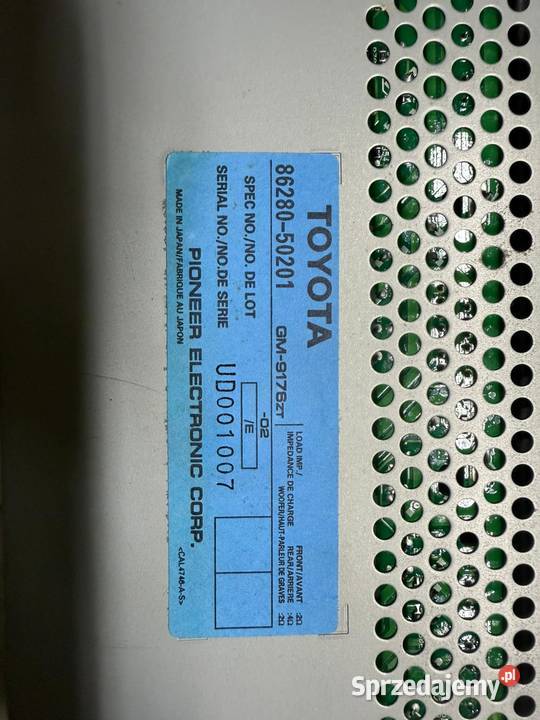 TOYOTA
86280-50201 GM-9176ZT
LOAD IMP./
IMPEDANCE DE CHARGE
FRONT/AVANT :2Ω
REAR/ARRIERE :4Ω
WOOFER/HAUT-PARLEUR DE GRAVES :2Ω
SPEC NO./NO. DE LOT -02
/E
SERIAL NO./NO.DE SERIE UD001007
PIONEER ELECTRONIC CORP.
MADE IN JAPAN/FABRIQUE AU JAPON
<CAL4746-A-S>
Sprzedajemy.pl